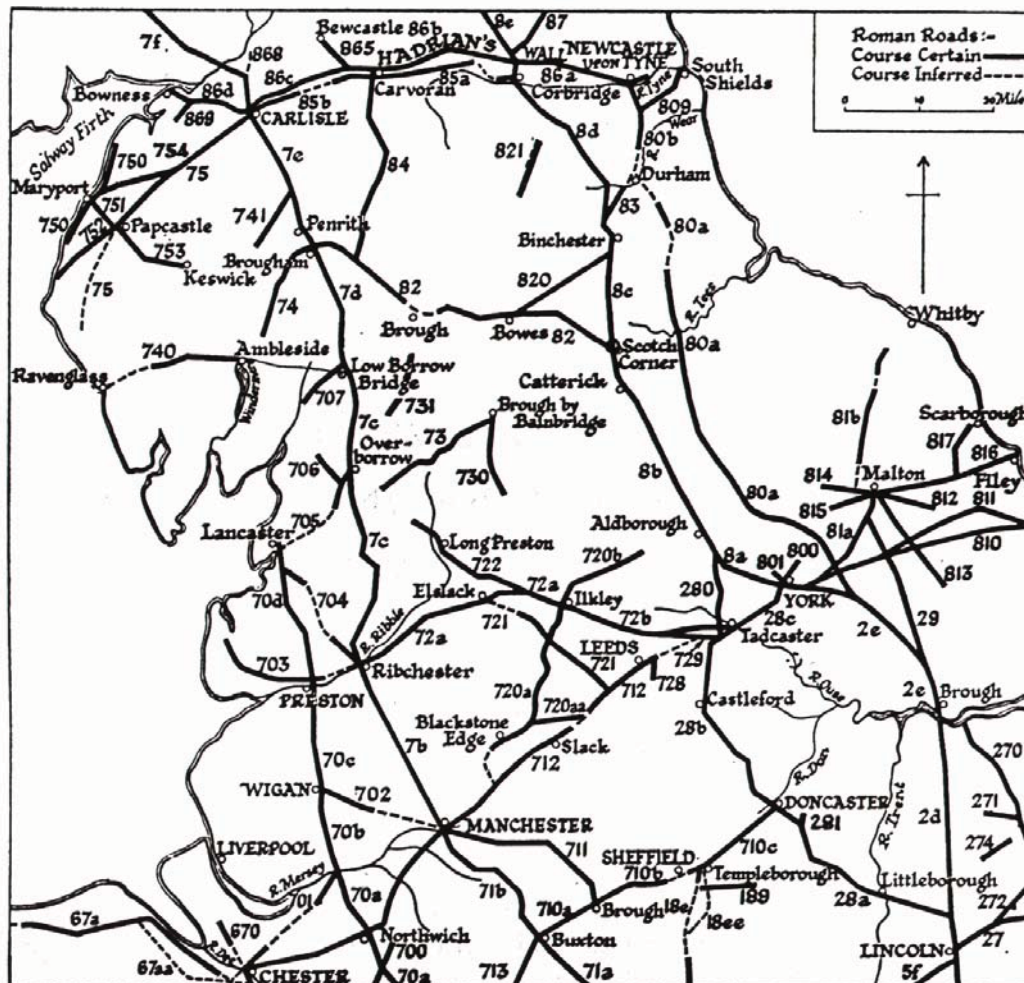 Roman Roads:-
Course Certain
Course Inferred
0 10 30 Mile
7f
868
Bewcastle 86b
865
8e
87
HADRIAN'S
WALL
NEWCASTLE
upon TYNE
South
Shields
86c
86d
Bowness
869
85b
CARLISLE
Carvoran
85a
86a
Corbridge
R. Tyne
809
Wear
80b
R.
Solway Firth
750
754
75
7e
84
8d
821
Durham
Maryport
751
750
752
Papcastle
741
Penrith
83
753
Keswick
Brougham
Binchester
80a
75
74
7d
82
820
8c
R. Tees
Brough
Bowes
82
Whitby
740
Ambleside
Scotch
Corner
80a
Ravenglass
Low Borrow
Bridge
707
731
Catterick
7c
Brough by
Bainbridge
73
Over-
borrow
81b
Scarborough
817
816
706
730
8b
814
Malton
Filey
705
80a
815
812
811
Lancaster
7c
Aldborough
81a
Long Preston
720b
810
722
8a
800
801
813
70d
704
Elslack
72a
280
YORK
R. Ribble
Ilkley
72a
721
72b
28c
29
Tadcaster
2e
703
Ribchester
LEEDS
721
729
728
712
R. Ouse
PRESTON
720a
720aa
Castleford
2e
Brough
Blackstone
Edge
Slack
28b
7b
712
270
70c
R. Don
WIGAN
702
DONCASTER
R. Trent
2d
271
70b
MANCHESTER
281
274
711
710c
LIVERPOOL
SHEFFIELD
710b
Templeborough
Littleborough
R. Mersey
70a
71b
189
28a
272
701
67a
670
710a
Brough
18e
18ee
27
R. Dee
Northwich
Buxton
LINCOLN
67aa
700
CHESTER
70a
713
71a
5f